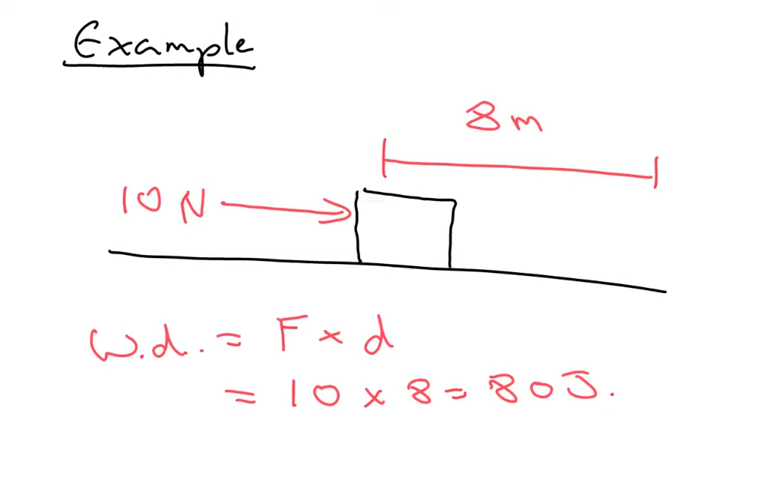 Example
8 m
10 N
W.d. = F × d
= 10 × 8 = 80 J.